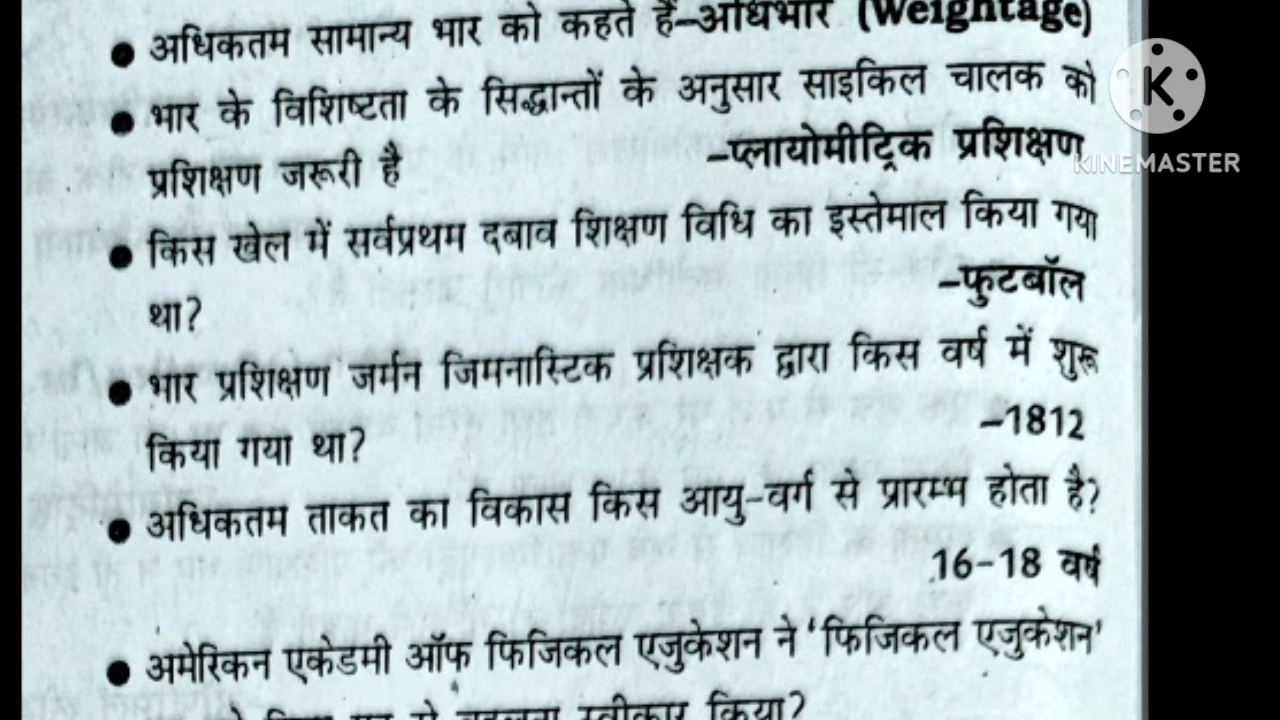 ● अधिकतम सामान्य भार को कहते हैं–अधिभार (Weightage)
● भार के विशिष्टता के सिद्धान्तों के अनुसार साइकिल चालक को
प्रशिक्षण जरूरी है –प्लायोमीट्रिक प्रशिक्षण
● किस खेल में सर्वप्रथम दबाव शिक्षण विधि का इस्तेमाल किया गया
था? –फुटबॉल
● भार प्रशिक्षण जर्मन जिमनास्टिक प्रशिक्षक द्वारा किस वर्ष में शुरू
किया गया था? –1812
● अधिकतम ताकत का विकास किस आयु-वर्ग से प्रारम्भ होता है?
16-18 वर्ष
● अमेरिकन एकेडमी ऑफ फिजिकल एजुकेशन ने 'फिजिकल एजुकेशन'
स्वीकार किया?
K
KINEMASTER